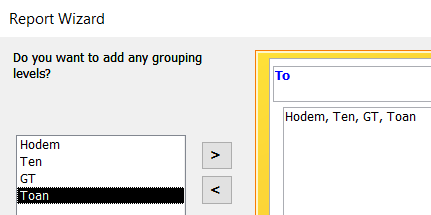 Report Wizard
Do you want to add any grouping
levels?
To
Hodem, Ten, GT, Toan
Hodem
Ten
GT
Toan
>
<